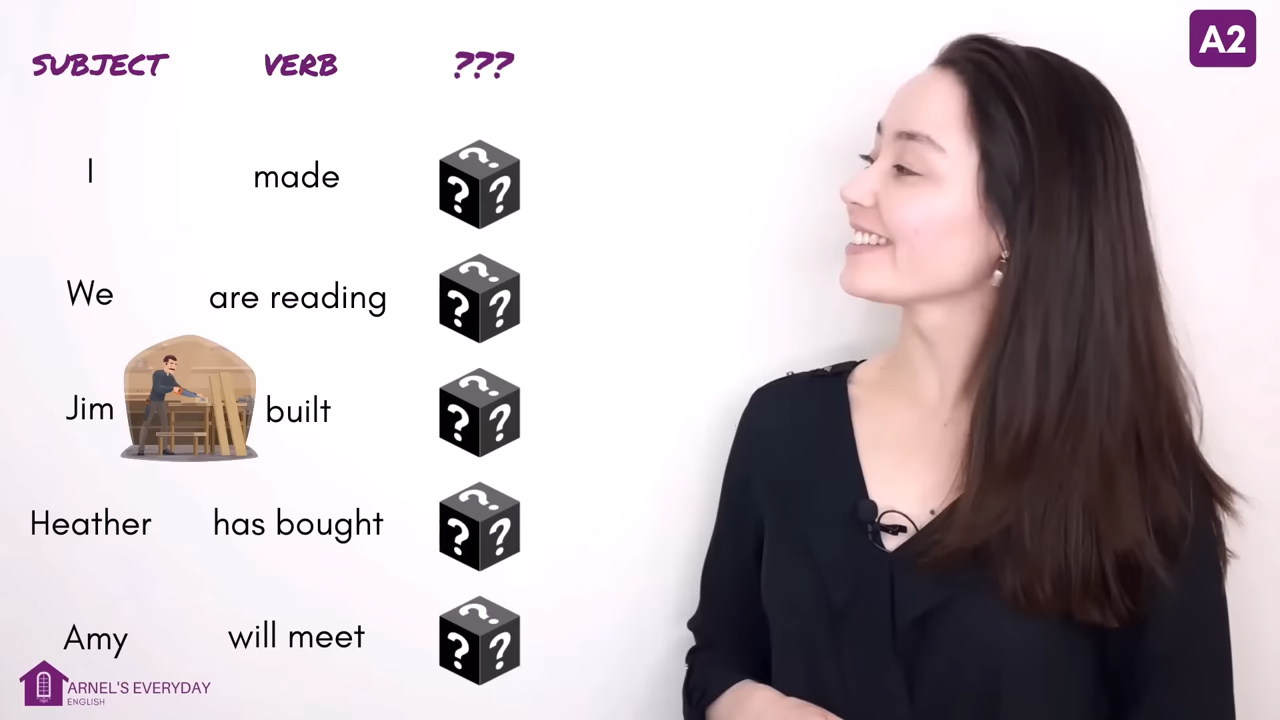 SUBJECT VERB ???
A2
I made ? ? ?
We are reading ? ? ?
Jim built ? ? ?
Heather has bought ? ? ?
Amy will meet ? ? ?
ARNEL'S EVERYDAY
ENGLISH